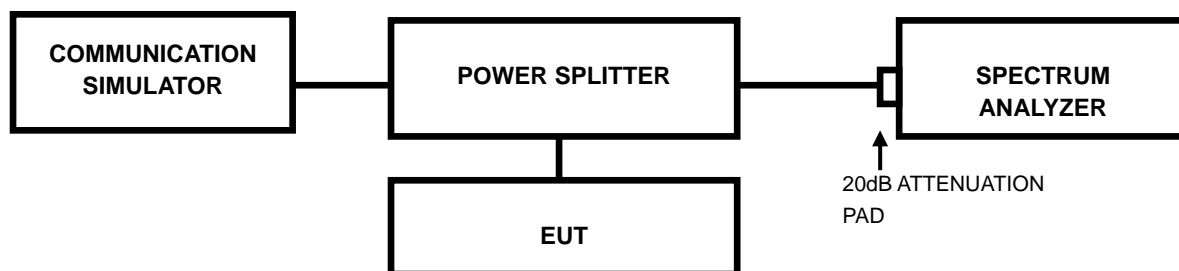 COMMUNICATION
SIMULATOR
POWER SPLITTER
SPECTRUM
ANALYZER
20dB ATTENUATION
PAD
EUT